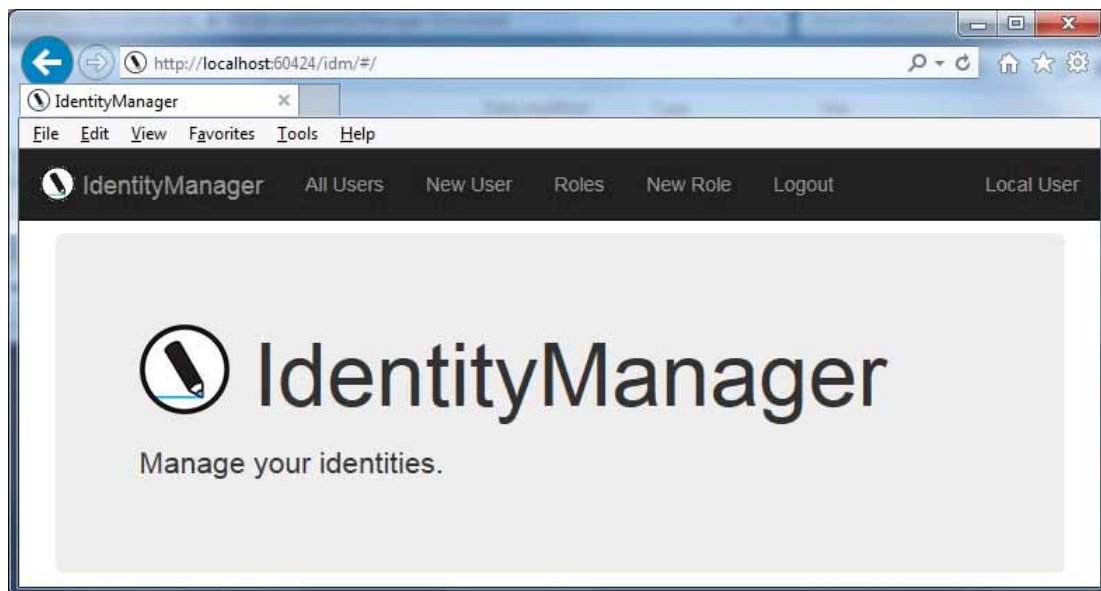 http://localhost:60424/idm/#/
IdentityManager
File Edit View Favorites Tools Help
IdentityManager All Users New User Roles New Role Logout Local User
IdentityManager
Manage your identities.